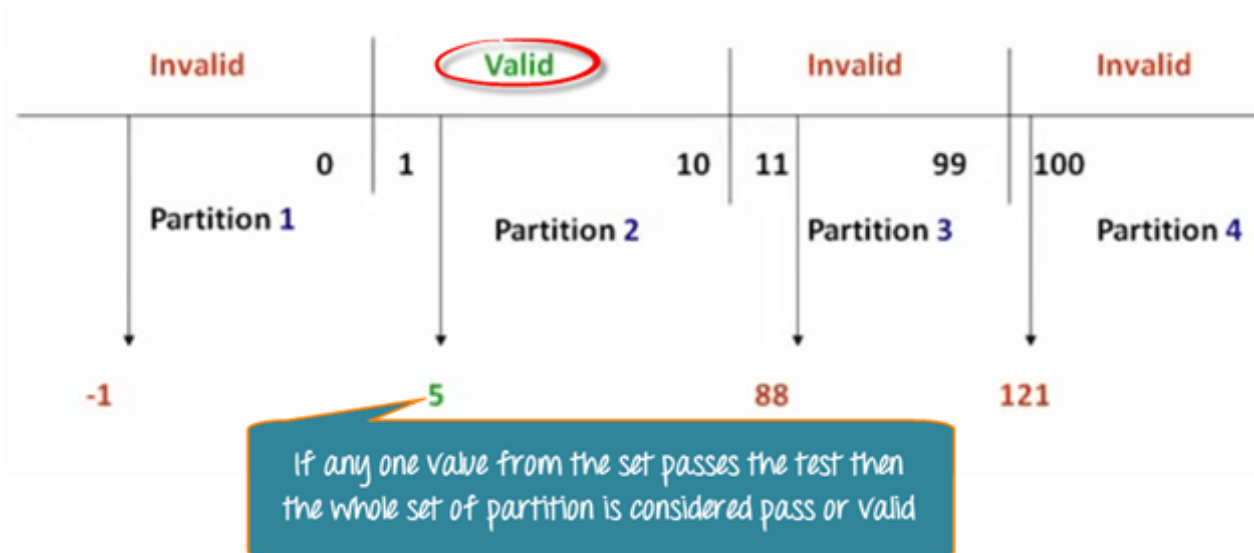 Invalid Valid Invalid Invalid
0 1 10 11 99 100
Partition 1 Partition 2 Partition 3 Partition 4
-1 5 88 121
If any one value from the set passes the test then
the whole set of partition is considered pass or valid